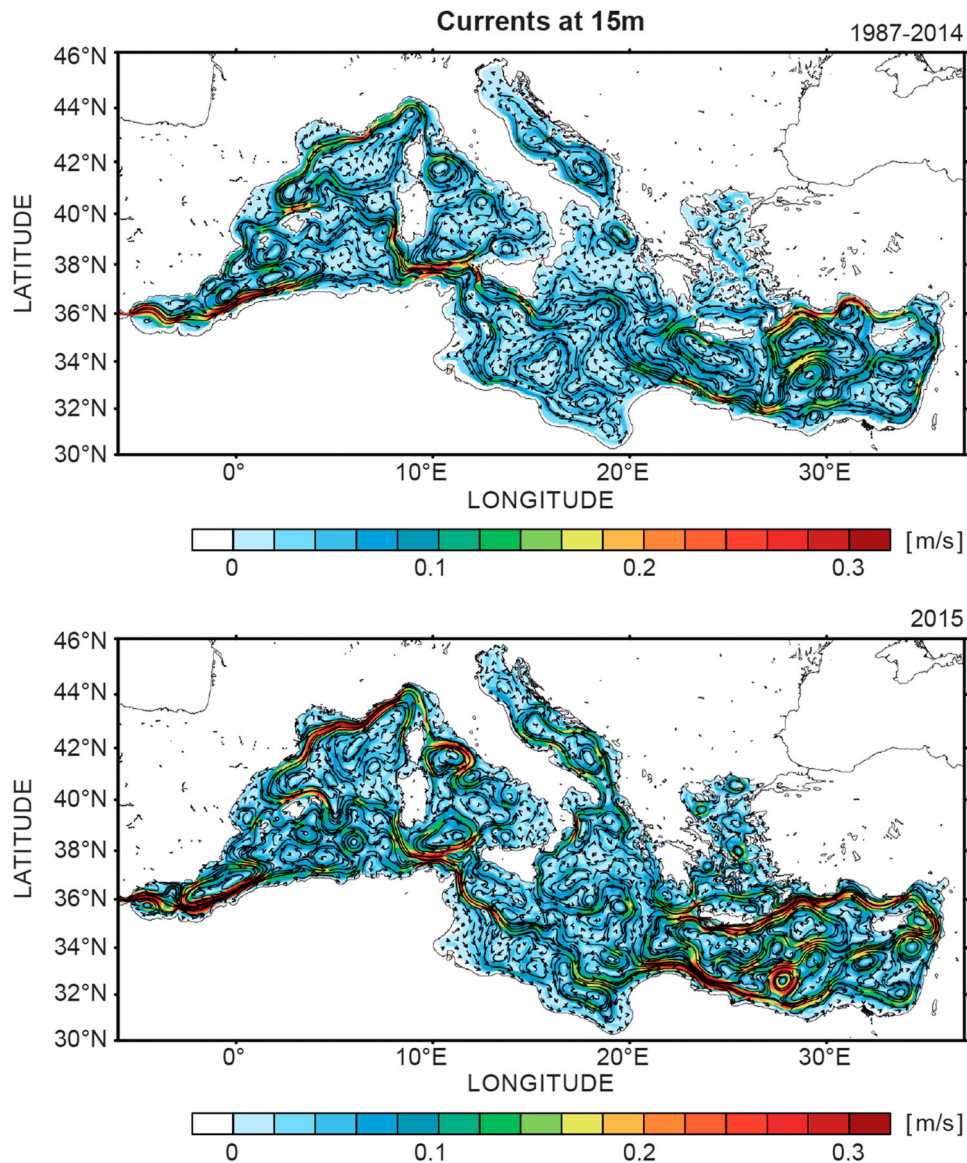 Currents at 15m
1987-2014
46°N
44°N
42°N
40°N
38°N
36°N
34°N
32°N
30°N
LATITUDE
0° 10°E 20°E 30°E
LONGITUDE
[m/s]
0 0.1 0.2 0.3
2015
46°N
44°N
42°N
40°N
38°N
36°N
34°N
32°N
30°N
LATITUDE
0° 10°E 20°E 30°E
LONGITUDE
[m/s]
0 0.1 0.2 0.3